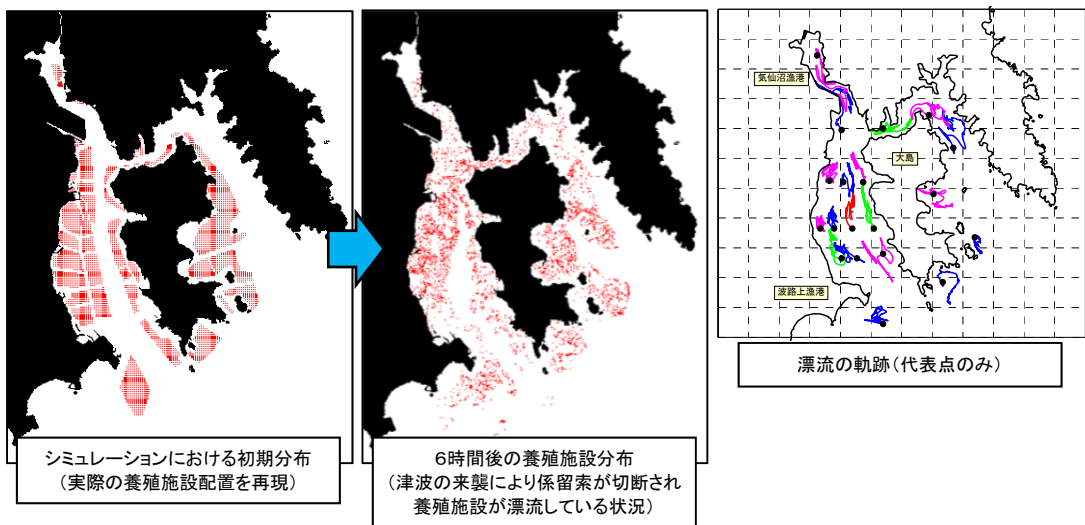 気仙沼漁港
大島
波路上漁港
シミュレーションにおける初期分布
(実際の養殖施設配置を再現)
6時間後の養殖施設分布
(津波の来襲により係留索が切断され
養殖施設が漂流している状況)
漂流の軌跡(代表点のみ)